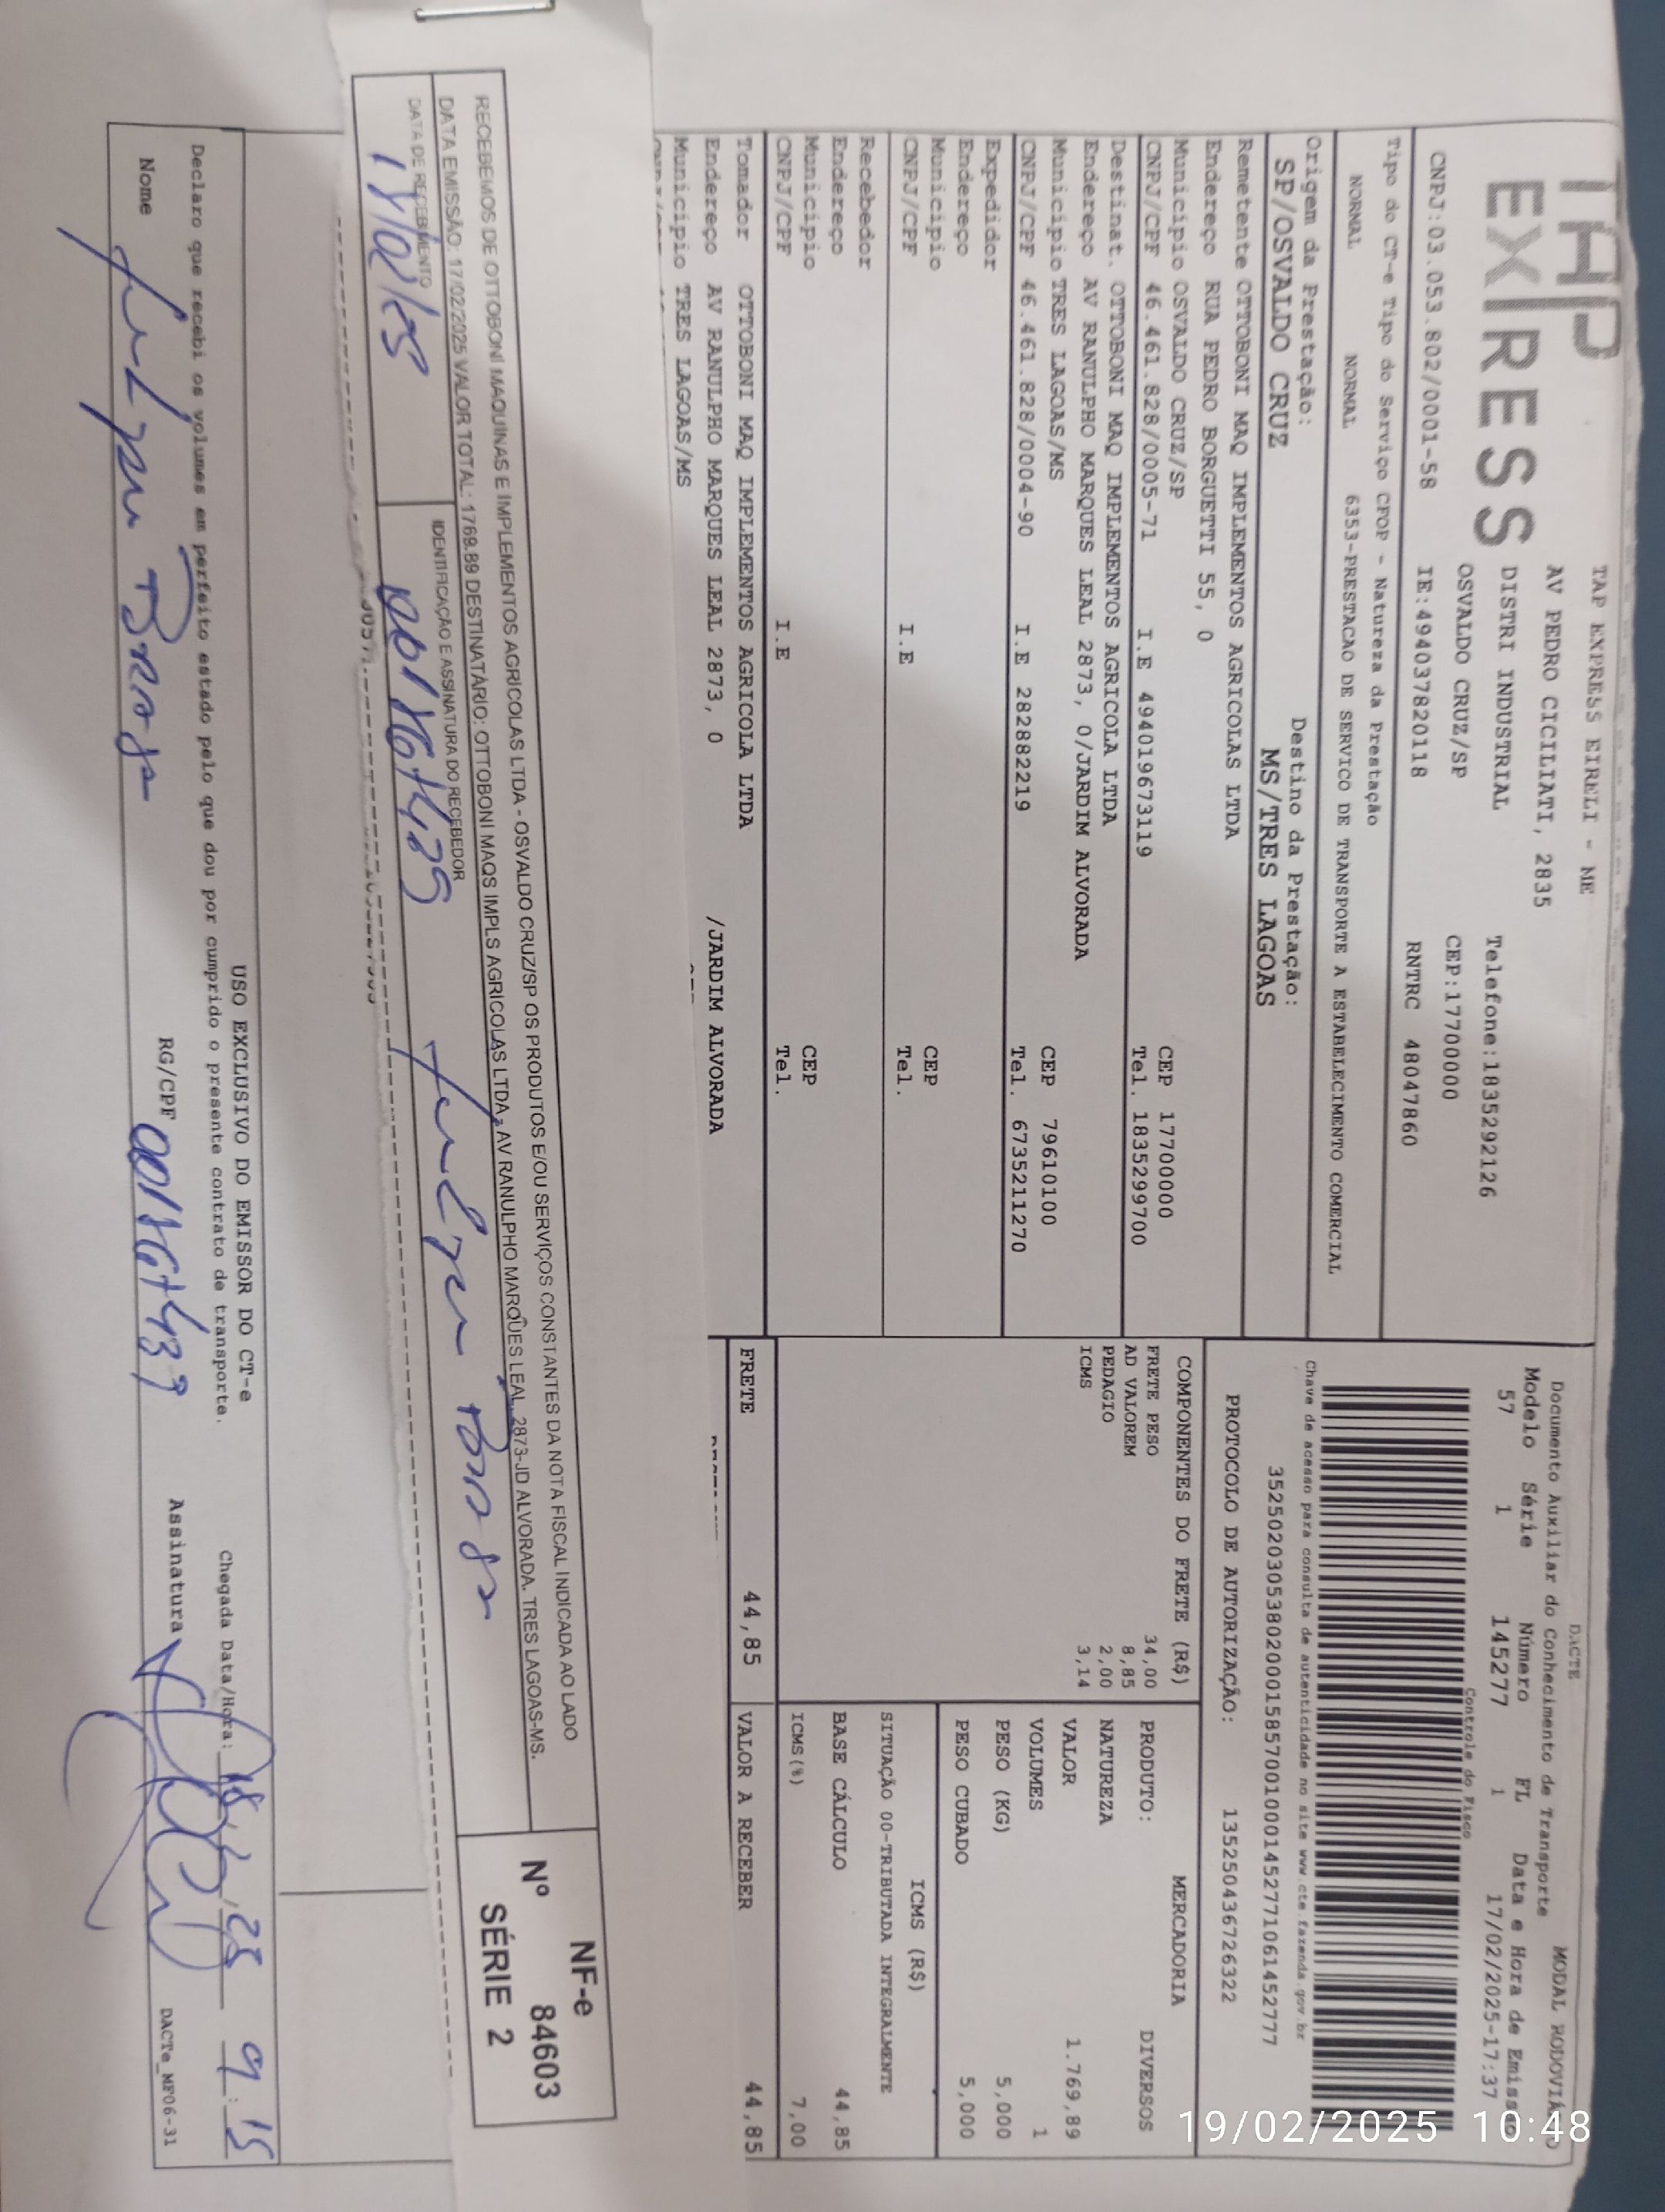 THP
EXPRESS
TAP EXPRESS EIRELI - ME
AV PEDRO CICILIATI, 2835
DISTRI INDUSTRIAL
Telefone:1835292126
OSVALDO CRUZ/SP
CEP:17700000
CNPJ:03.053.802/0001-58
IE:494037820118
RNTRC 48047860
Tipo do CT-e Tipo do Serviço CFOP - Natureza da Prestação
NORMAL NORMAL 6353-PRESTACAO DE SERVICO DE TRANSPORTE A ESTABELECIMENTO COMERCIAL
Origem da Prestação:
SP/OSVALDO CRUZ
Destino da Prestação:
MS/TRES LAGOAS
Remetente OTTOBONI MAQ IMPLEMENTOS AGRICOLAS LTDA
Endereço RUA PEDRO BORGUETTI 55, 0
Município OSVALDO CRUZ/SP CEP 17700000
CNPJ/CPF 46.461.828/0005-71 I.E 494019673119 Tel. 1835299700
Destinat. OTTOBONI MAQ IMPLEMENTOS AGRICOLA LTDA
Endereço AV RANULPHO MARQUES LEAL 2873, 0/JARDIM ALVORADA
Município TRES LAGOAS/MS CEP 79610100
CNPJ/CPF 46.461.828/0004-90 I.E 282882219 Tel. 6735211270
Expedidor
Endereço
Município CEP
CNPJ/CPF I.E Tel.
Recebedor
Endereço
Município CEP
CNPJ/CPF I.E Tel.
Tomador OTTOBONI MAQ IMPLEMENTOS AGRICOLA LTDA
Endereço AV RANULPHO MARQUES LEAL 2873, 0 /JARDIM ALVORADA
Município TRES LAGOAS/MS
DACTE
Documento Auxiliar do Conhecimento de Transporte
MODAL RODOVIÁRIO
Modelo Série Número FL Data e Hora de Emissão
57 1 145277 1 17/02/2025-17:37
Controle do Fisco
Chave de acesso para consulta de autenticidade no site www.cte.fazenda.gov.br
35250203053802000158570010001452771061452777
PROTOCOLO DE AUTORIZAÇÃO: 135250436726322
COMPONENTES DO FRETE (R$)
FRETE PESO 34,00
AD VALOREM 8,85
PEDAGIO 2,00
ICMS 3,14
MERCADORIA
PRODUTO: DIVERSOS
NATUREZA
VALOR 1.769,89
VOLUMES 1
PESO (KG) 5,000
PESO CUBADO 5,000
ICMS (R$)
SITUAÇÃO 00-TRIBUTADA INTEGRALMENTE
BASE CÁLCULO 44,85
ICMS(%) 7,00
FRETE 44,85
VALOR A RECEBER 44,85
RECEBEMOS DE OTTOBONI MAQUINAS E IMPLEMENTOS AGRICOLAS LTDA - OSVALDO CRUZ/SP OS PRODUTOS E/OU SERVIÇOS CONSTANTES DA NOTA FISCAL INDICADA AO LADO
DATA EMISSÃO: 17/02/2025 VALOR TOTAL: 1769.89 DESTINATARIO: OTTOBONI MAQS IMPLS AGRICOLAS LTDA - AV RANULPHO MARQUES LEAL, 2873-JD ALVORADA. TRES LAGOAS-MS.
DATA DE RECEBIMENTO
18/02/25
IDENTIFICAÇÃO E ASSINATURA DO RECEBEDOR
NF-e
Nº 84603
SÉRIE 2
USO EXCLUSIVO DO EMISSOR DO CT-e
Declaro que recebi os volumes em perfeito estado pelo que dou por cumprido o presente contrato de transporte.
Chegada Data/Hora: 18/2/25 9:15
Nome
RG/CPF
Assinatura
DACTe_MF06-31
19/02/2025 10:48